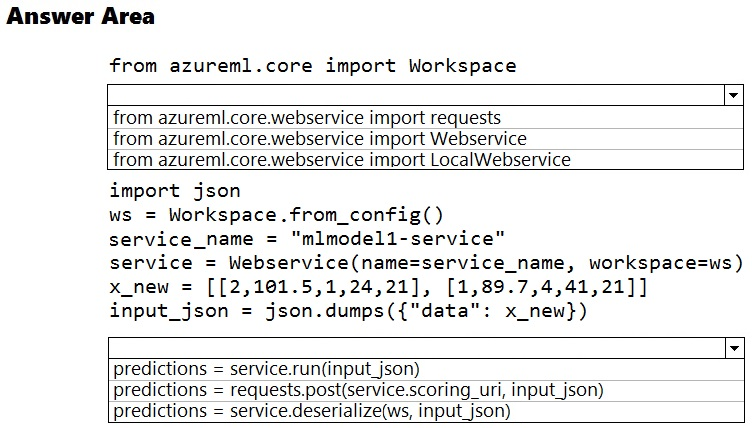 Answer Area
from azureml.core import Workspace
from azureml.core.webservice import requests
from azureml.core.webservice import Webservice
from azureml.core.webservice import LocalWebservice
import json
ws = Workspace.from_config()
service_name = "mlmodel1-service"
service = Webservice(name=service_name, workspace=ws)
x_new = [[2,101.5,1,24,21], [1,89.7,4,41,21]]
input_json = json.dumps({"data": x_new})
predictions = service.run(input_json)
predictions = requests.post(service.scoring_uri, input_json)
predictions = service.deserialize(ws, input_json)